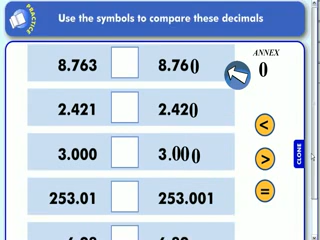 PRACTICE
Use the symbols to compare these decimals
ANNEX
0
8.763 8.760
2.421 2.420
3.000 3.000
253.01 253.001
<
>
=
CLONE